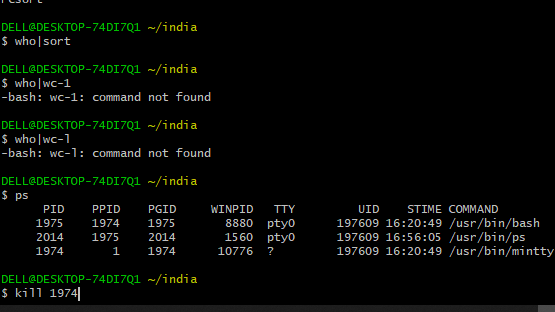 DELL@DESKTOP-74DI7Q1 ~/india
$ who|sort
DELL@DESKTOP-74DI7Q1 ~/india
$ who|wc-1
-bash: wc-1: command not found
DELL@DESKTOP-74DI7Q1 ~/india
$ who|wc-l
-bash: wc-l: command not found
DELL@DESKTOP-74DI7Q1 ~/india
$ ps
PID PPID PGID WINPID TTY UID STIME COMMAND
1975 1974 1975 8880 pty0 197609 16:20:49 /usr/bin/bash
2014 1975 2014 1560 pty0 197609 16:56:05 /usr/bin/ps
1974 1 1974 10776 ? 197609 16:20:49 /usr/bin/mintty
DELL@DESKTOP-74DI7Q1 ~/india
$ kill 1974